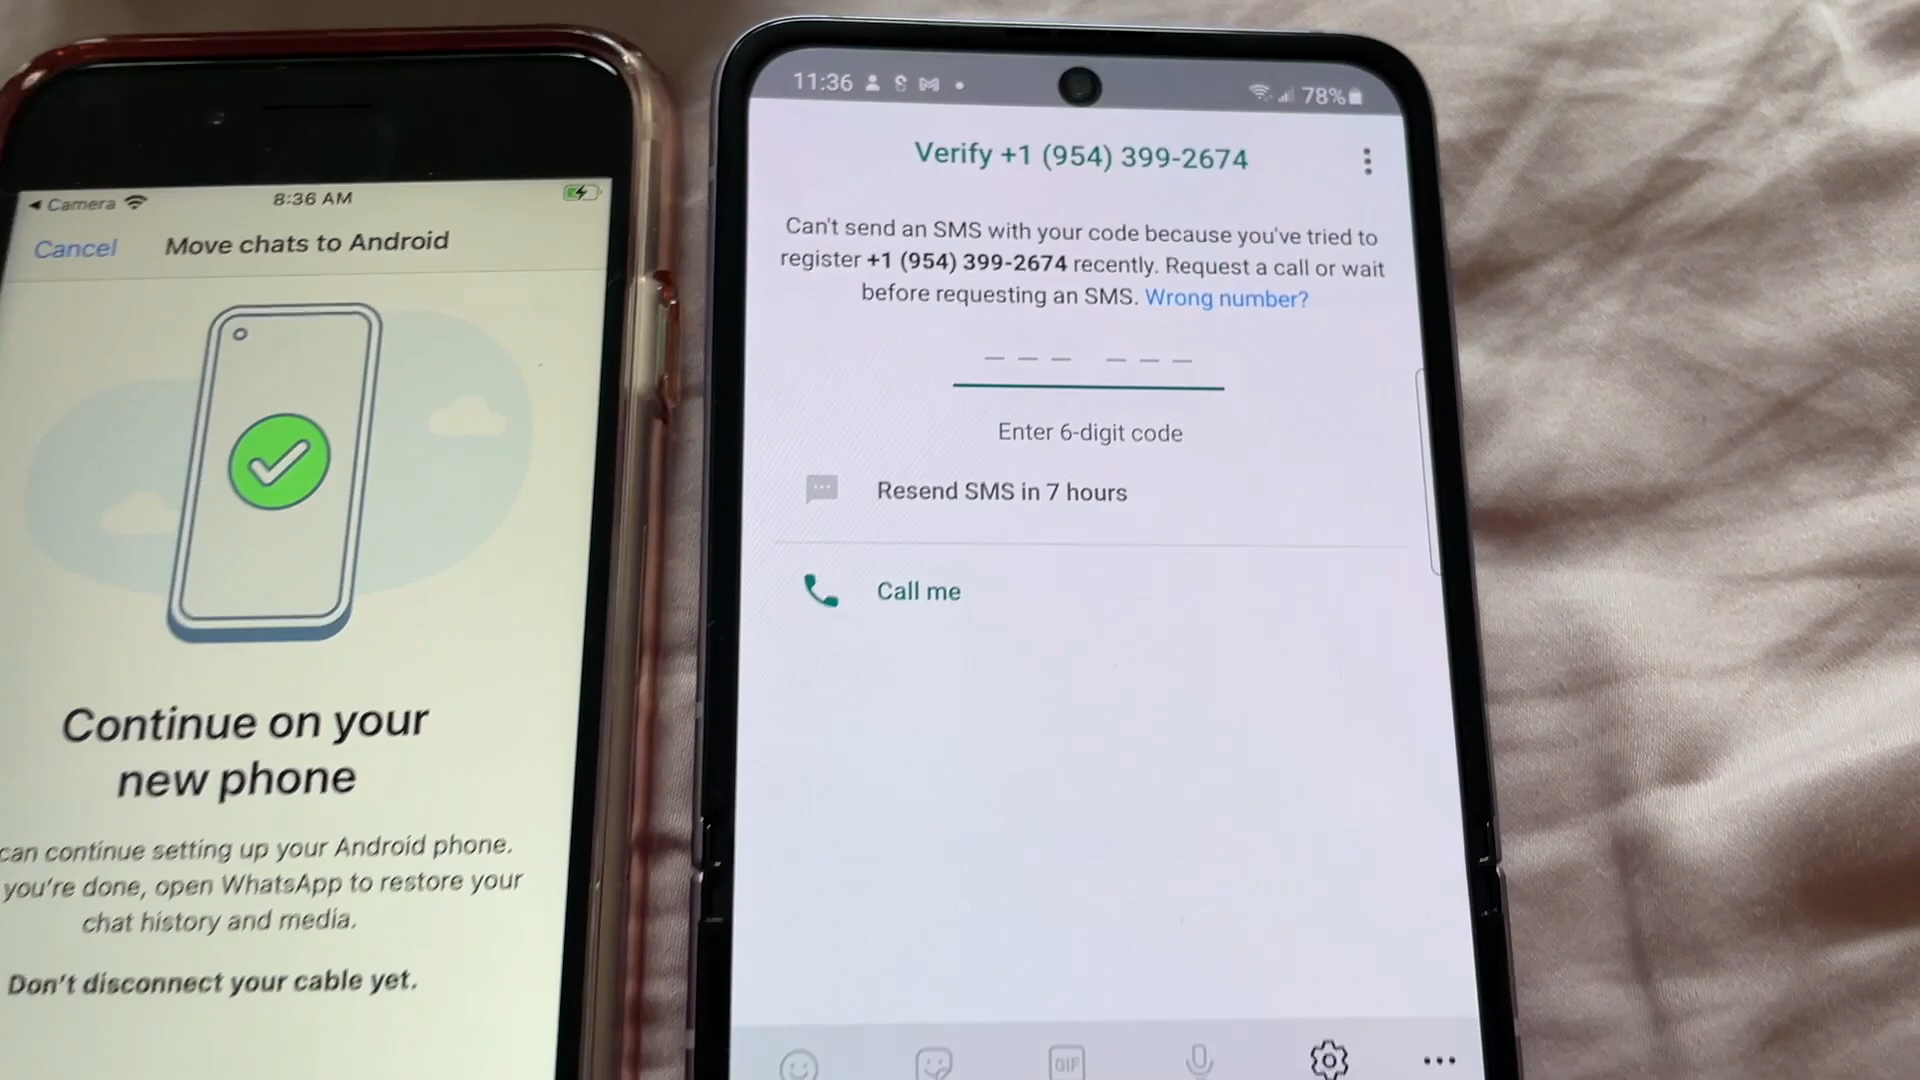 Camera
8:36 AM
Cancel
Move chats to Android
Continue on your
new phone
can continue setting up your Android phone.
you're done, open WhatsApp to restore your
chat history and media.
Don't disconnect your cable yet.
11:36
78%
Verify +1 (954) 399-2674
Can't send an SMS with your code because you've tried to
register +1 (954) 399-2674 recently. Request a call or wait
before requesting an SMS. Wrong number?
Enter 6-digit code
Resend SMS in 7 hours
Call me
GIF